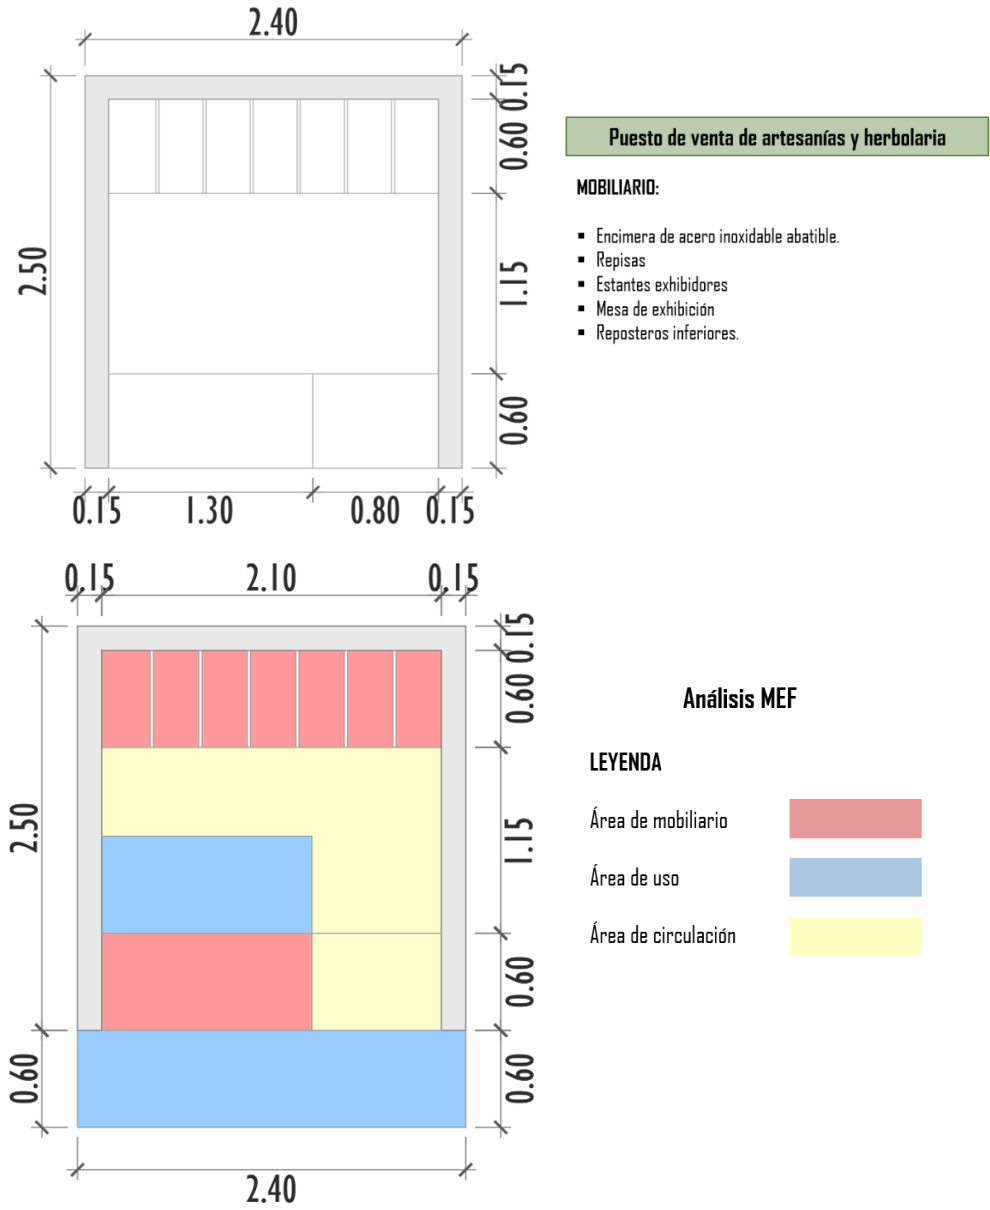 2.40
0.15
0.60
2.50
1.15
0.60
0.15
1.30
0.80
0.15
Puesto de venta de artesanías y herbolaria
MOBILIARIO:
▪ Encimera de acero inoxidable abatible.
▪ Repisas
▪ Estantes exhibidores
▪ Mesa de exhibición
▪ Reposteros inferiores.
0.15
2.10
0.15
0.15
0.60
2.50
1.15
0.60
0.60
0.60
2.40
Análisis MEF
LEYENDA
Área de mobiliario
Área de uso
Área de circulación